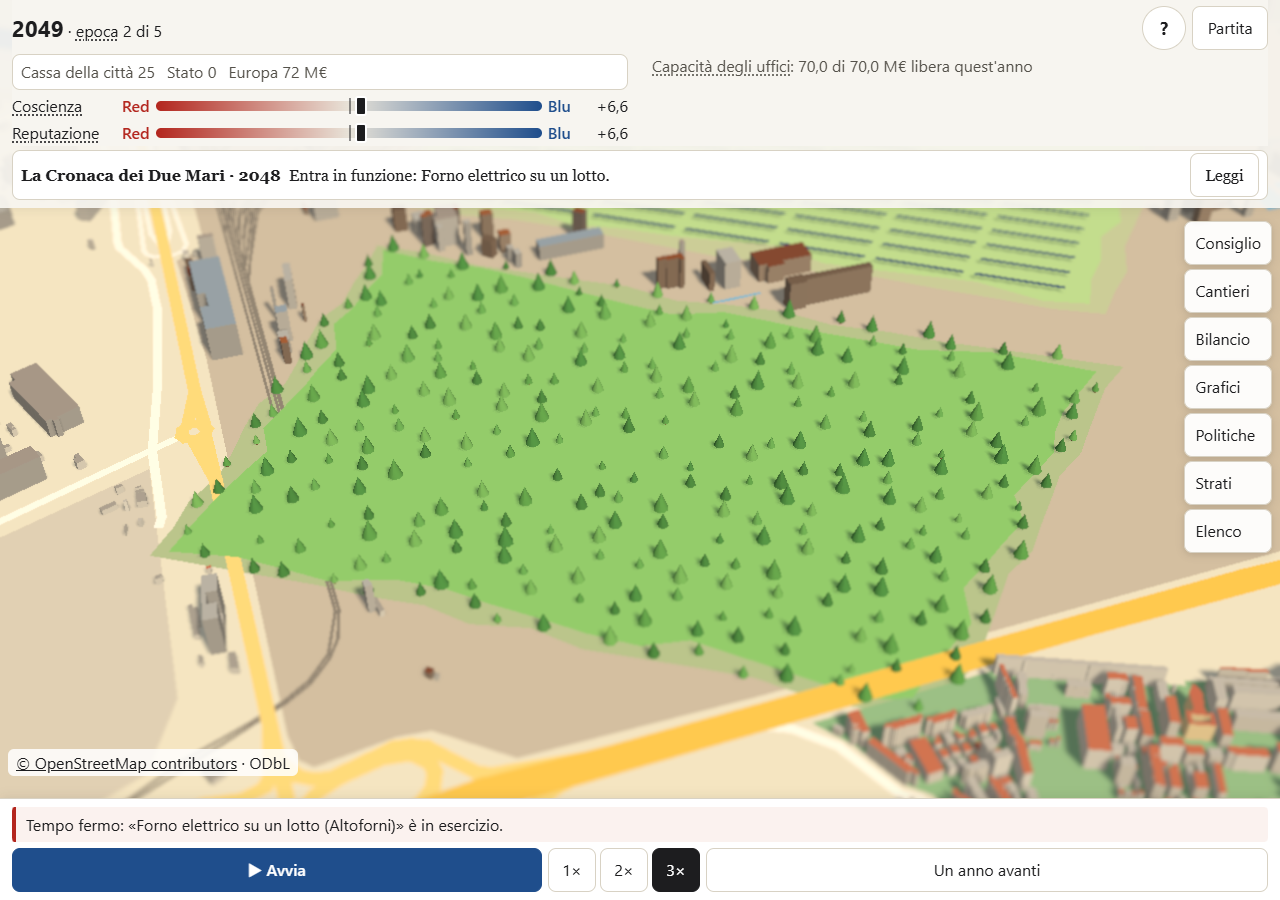 2049 · epoca 2 di 5
?
Partita
Cassa della città 25 Stato 0 Europa 72 M€
Capacità degli uffici: 70,0 di 70,0 M€ libera quest'anno
Coscienza Red Blu +6,6
Reputazione Red Blu +6,6
La Cronaca dei Due Mari · 2048 Entra in funzione: Forno elettrico su un lotto.
Leggi
Consiglio
Cantieri
Bilancio
Grafici
Politiche
Strati
Elenco
© OpenStreetMap contributors · ODbL
Tempo fermo: «Forno elettrico su un lotto (Altoforni)» è in esercizio.
▶ Avvia
1×
2×
3×
Un anno avanti